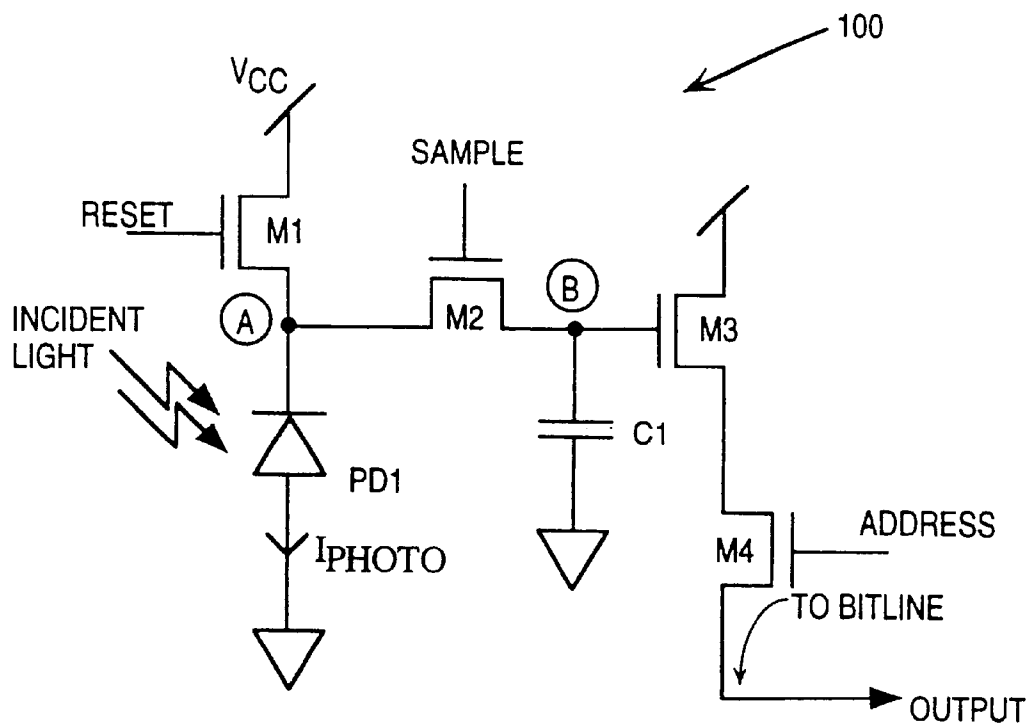 100
VCC
SAMPLE
RESET
M1
B
A
M2
M3
INCIDENT
LIGHT
C1
PD1
ADDRESS
M4
IPHOTO
TO BITLINE
OUTPUT